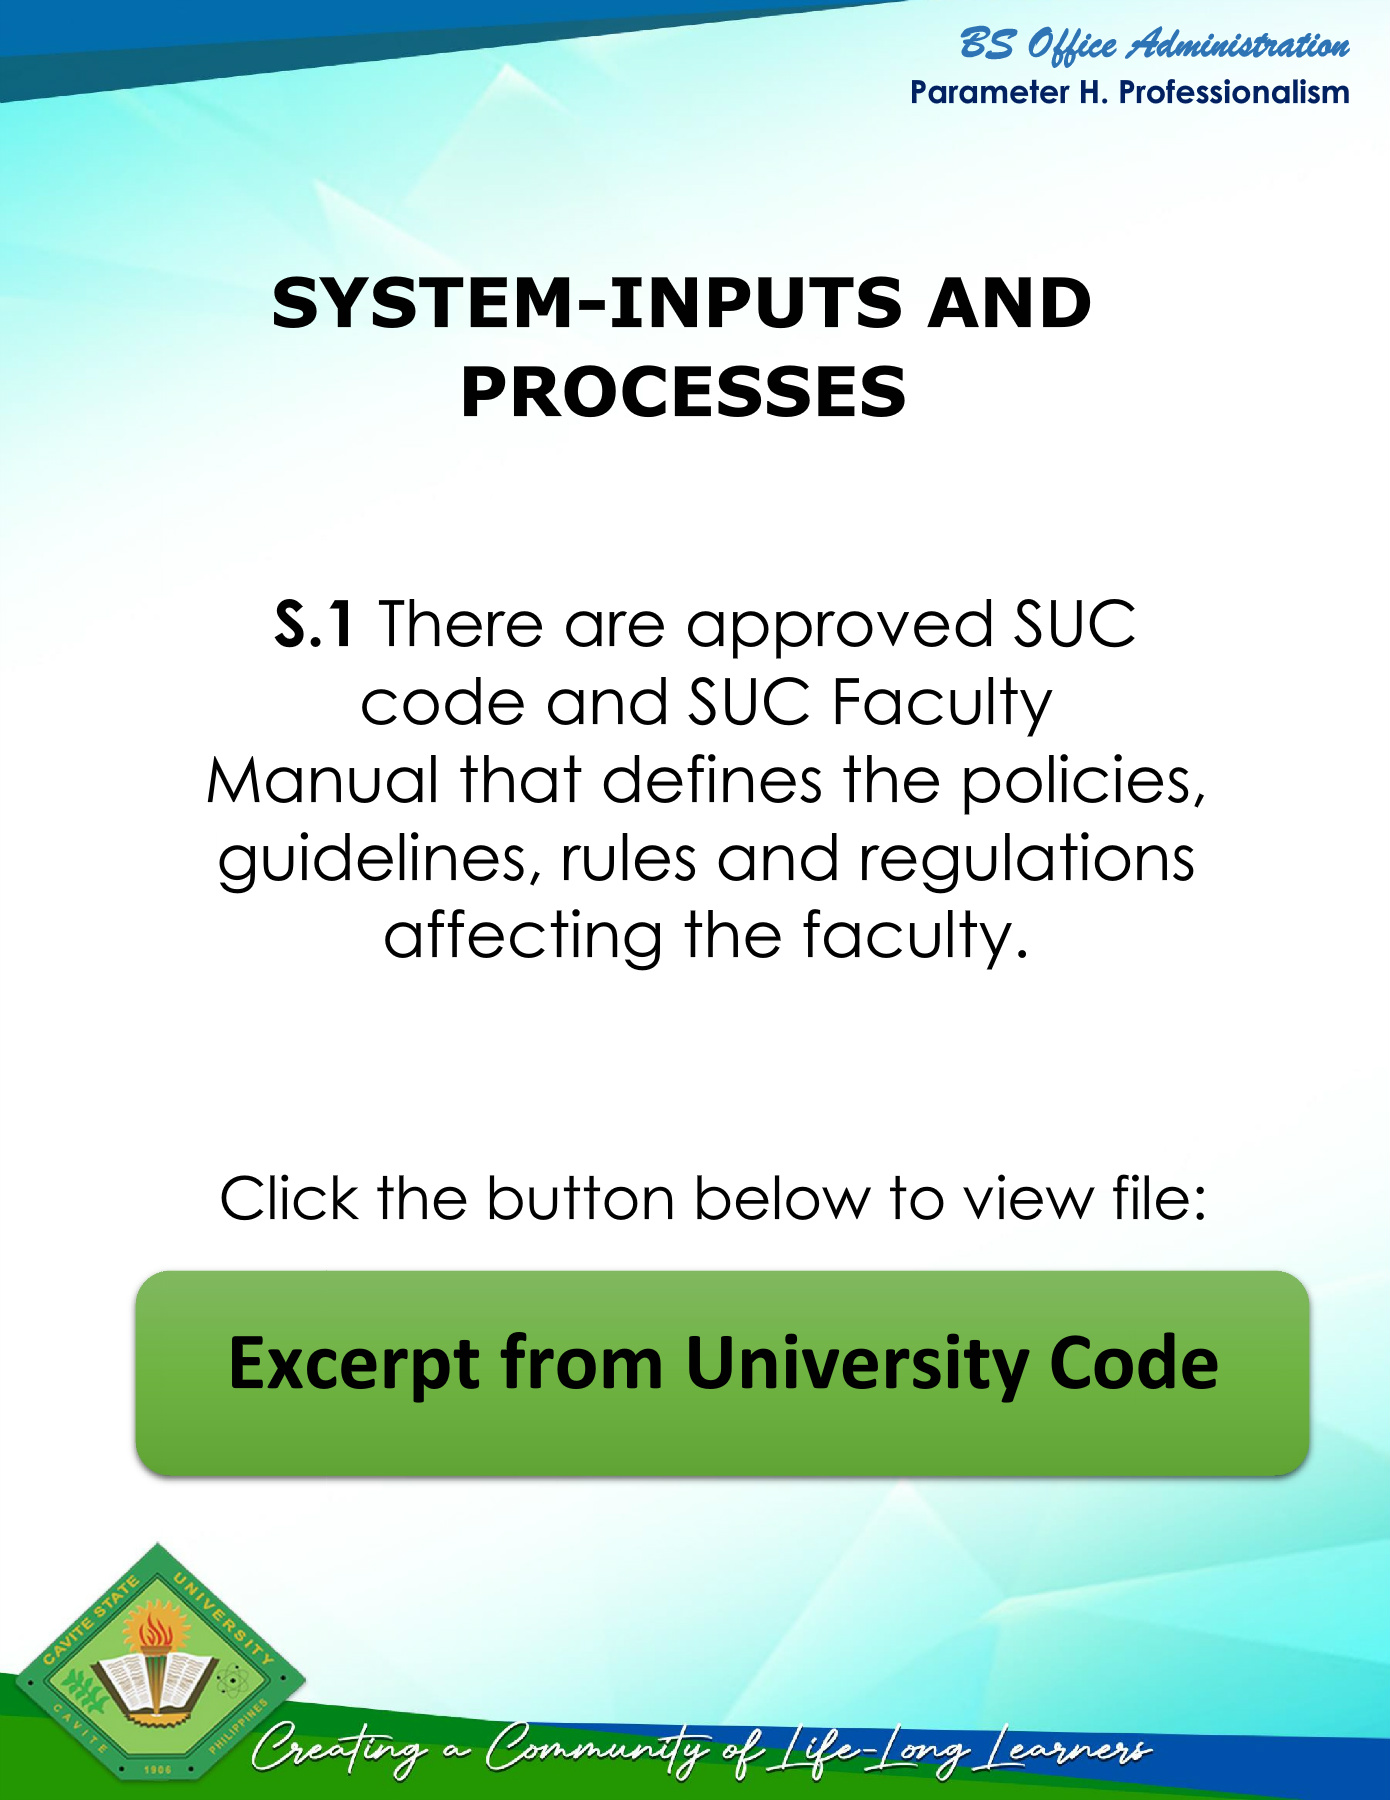 BS Office Administration
Parameter H. Professionalism
SYSTEM-INPUTS AND
PROCESSES
S.1 There are approved SUC
code and SUC Faculty
Manual that defines the policies,
guidelines, rules and regulations
affecting the faculty.
Click the button below to view file:
Excerpt from University Code
CAVITE STATE UNIVERSITY
CAVITE PHILIPPINES
1906
Creating a Community of Life-Long Learners